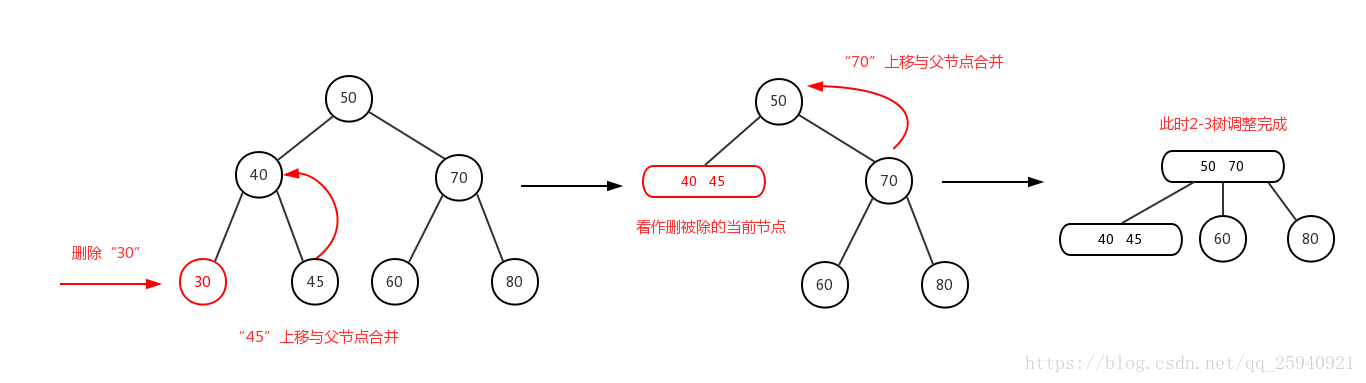 “70”上移与父节点合并
50
50
此时2-3树调整完成
50 70
40
70
40 45
70
看作删被除的当前节点
40 45
60
80
删除“30”
30
45
60
80
60
80
“45”上移与父节点合并
https://blog.csdn.net/qq_25940921